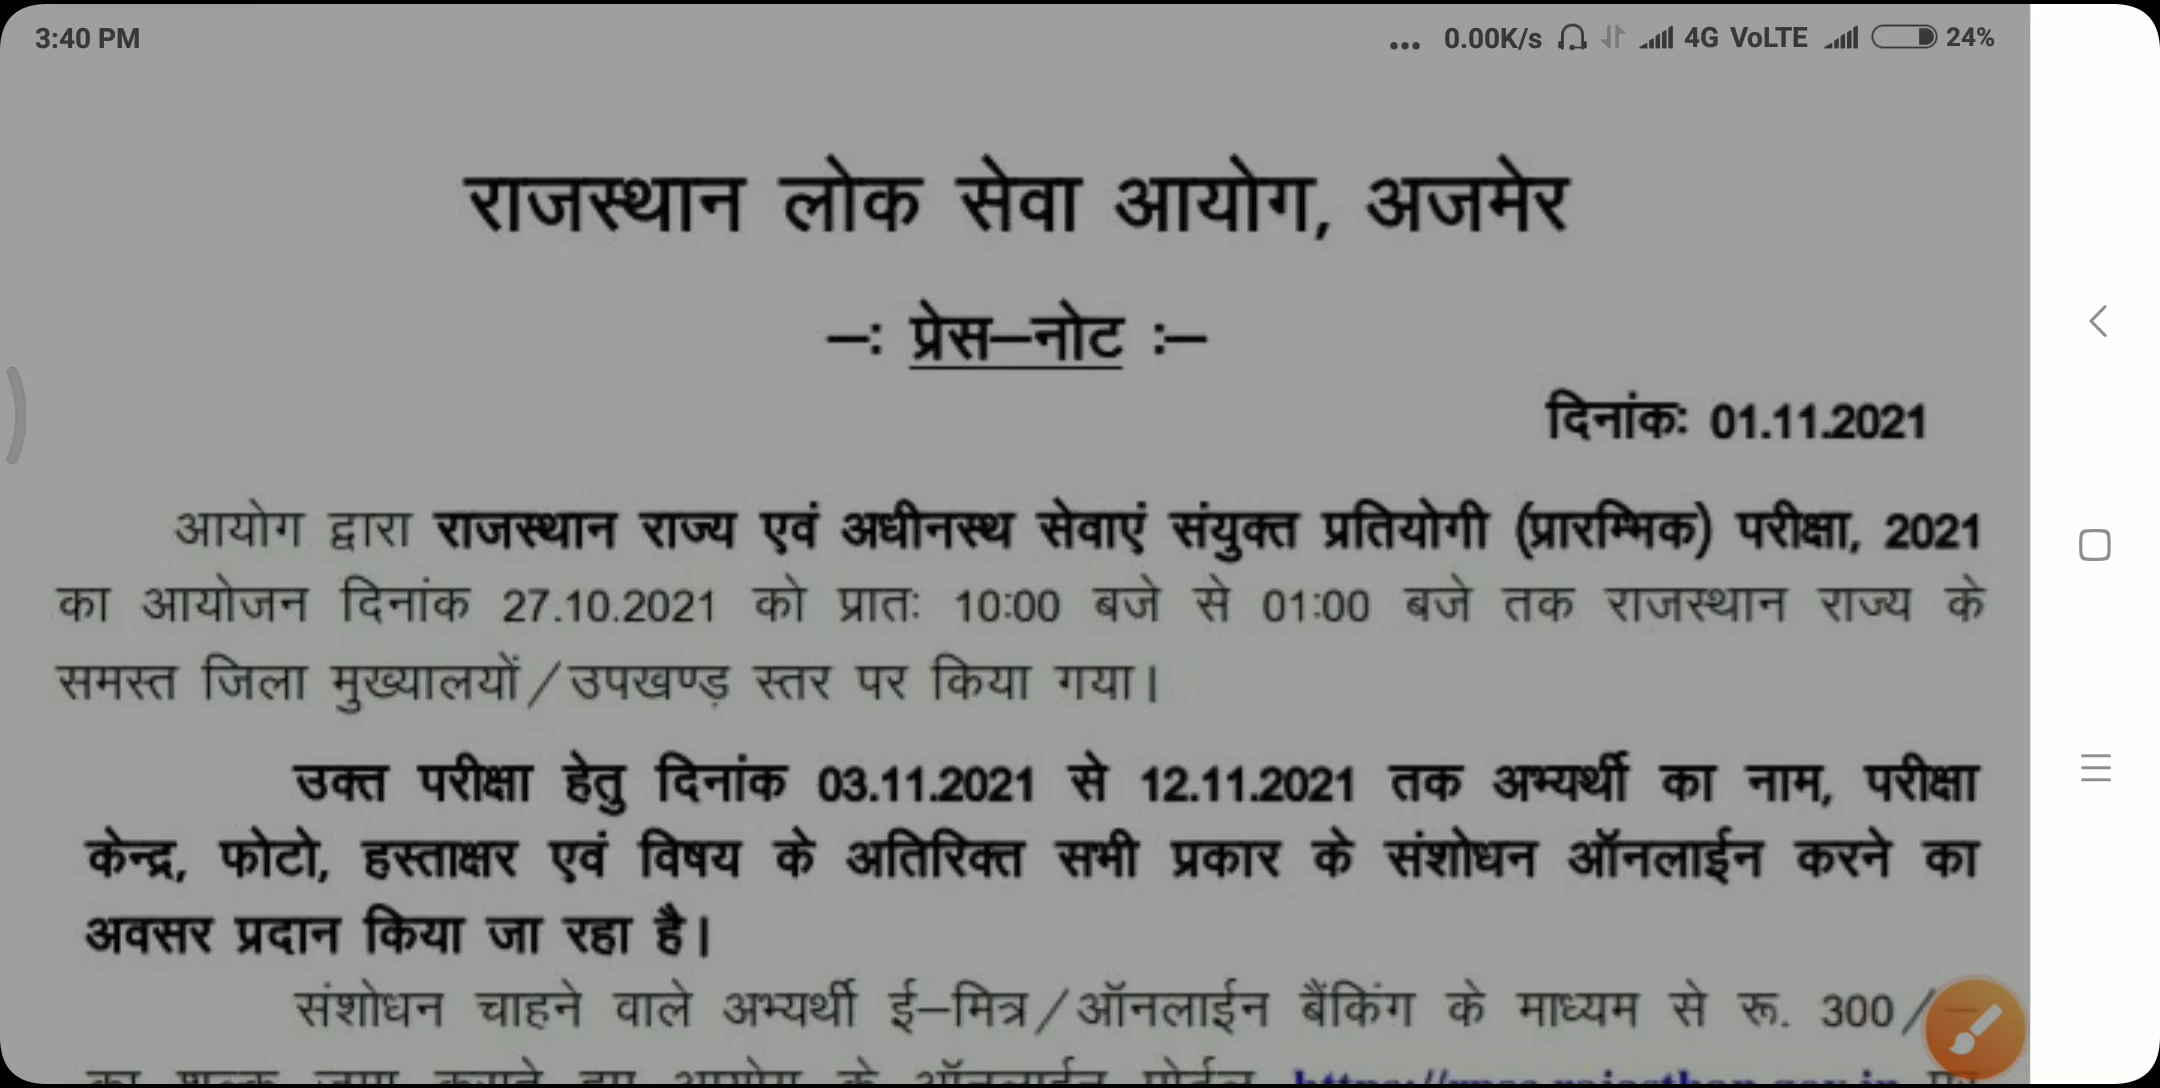 3:40 PM ... 0.00K/s 4G VoLTE 24%
राजस्थान लोक सेवा आयोग, अजमेर
–: प्रेस–नोट :–
दिनांकः 01.11.2021
आयोग द्वारा राजस्थान राज्य एवं अधीनस्थ सेवाएं संयुक्त प्रतियोगी (प्रारम्भिक) परीक्षा, 2021
का आयोजन दिनांक 27.10.2021 को प्रातः 10:00 बजे से 01:00 बजे तक राजस्थान राज्य के
समस्त जिला मुख्यालयों/उपखण्ड़ स्तर पर किया गया।
उक्त परीक्षा हेतु दिनांक 03.11.2021 से 12.11.2021 तक अभ्यर्थी का नाम, परीक्षा
केन्द्र, फोटो, हस्ताक्षर एवं विषय के अतिरिक्त सभी प्रकार के संशोधन ऑनलाईन करने का
अवसर प्रदान किया जा रहा है।
संशोधन चाहने वाले अभ्यर्थी ई–मित्र/ऑनलाईन बैंकिंग के माध्यम से रू. 300/–